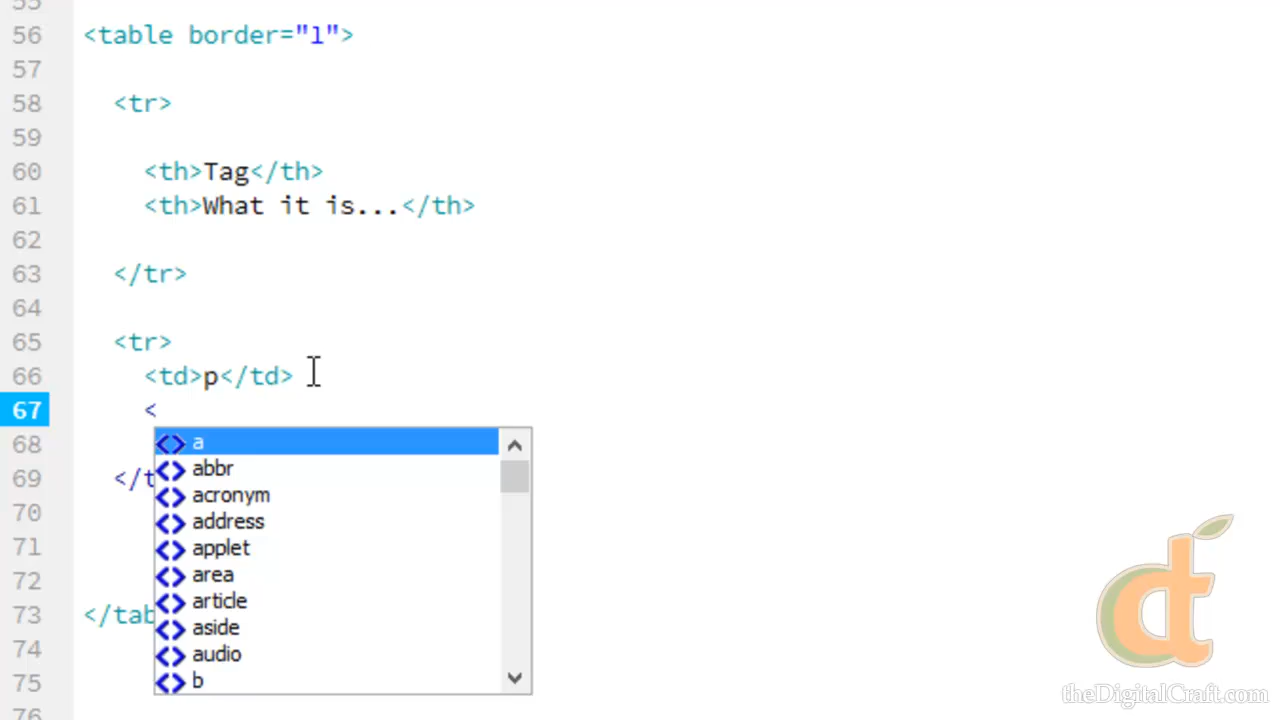 55
56 <table border="1">
57
58 <tr>
59
60 <th>Tag</th>
61 <th>What it is...</th>
62
63 </tr>
64
65 <tr>
66 <td>p</td>
67 <
<> a
68
<> abbr
69 </t
<> acronym
70
<> address
71
<> applet
<> area
72
<> article
73 </tab
<> aside
74
<> audio
75
<> b
76
dt
theDigitalCraft.com